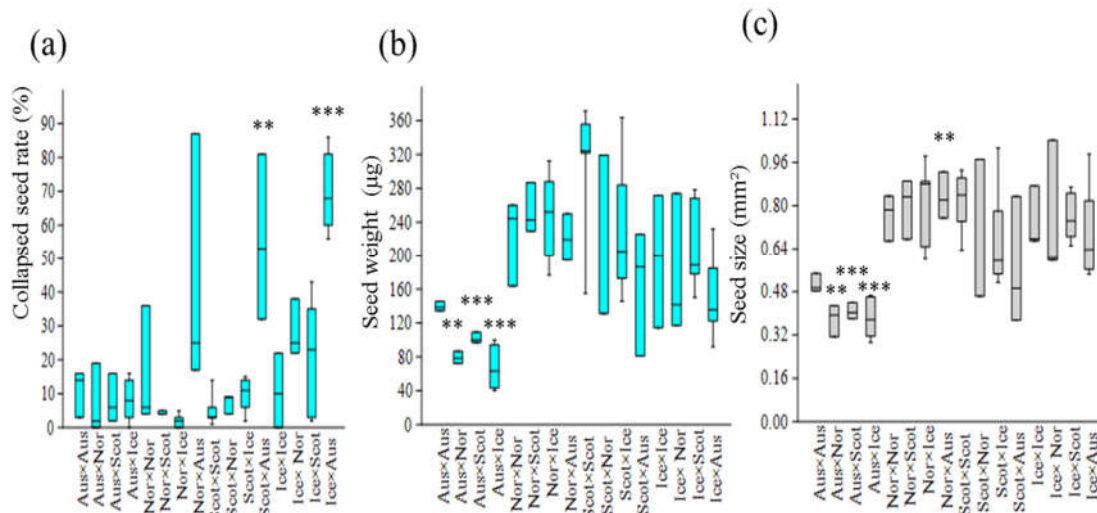 (a)
Collapsed seed rate (%)
90
80
70
60
50
40
30
20
10
0
**
***
Aus×Aus
Aus×Nor
Aus×Scot
Aus×Ice
Nor×Nor
Nor×Scot
Nor×Ice
Nor×Aus
Scot×Scot
Scot×Nor
Scot×Ice
Scot×Aus
Ice×Ice
Ice× Nor
Ice×Scot
Ice×Aus
(b)
Seed weight (µg)
360
320
280
240
200
160
120
80
40
0
**
***
***
Aus×Aus
Aus×Nor
Aus×Scot
Aus×Ice
Nor×Nor
Nor×Scot
Nor×Ice
Nor×Aus
Scot×Scot
Scot×Nor
Scot×Ice
Scot×Aus
Ice×Ice
Ice× Nor
Ice×Scot
Ice×Aus
(c)
Seed size (mm²)
1.12
0.96
0.80
0.64
0.48
0.32
0.16
0.00
**
***
***
**
Aus×Aus
Aus×Nor
Aus×Scot
Aus×Ice
Nor×Nor
Nor×Scot
Nor×Ice
Nor×Aus
Scot×Scot
Scot×Nor
Scot×Ice
Scot×Aus
Ice×Ice
Ice× Nor
Ice×Scot
Ice×Aus